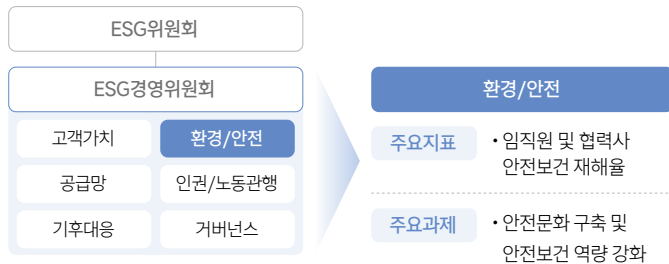 ESG위원회
ESG경영위원회
고객가치
환경/안전
공급망
인권/노동관행
기후대응
거버넌스
환경/안전
주요지표
• 임직원 및 협력사
안전보건 재해율
주요과제
• 안전문화 구축 및
안전보건 역량 강화